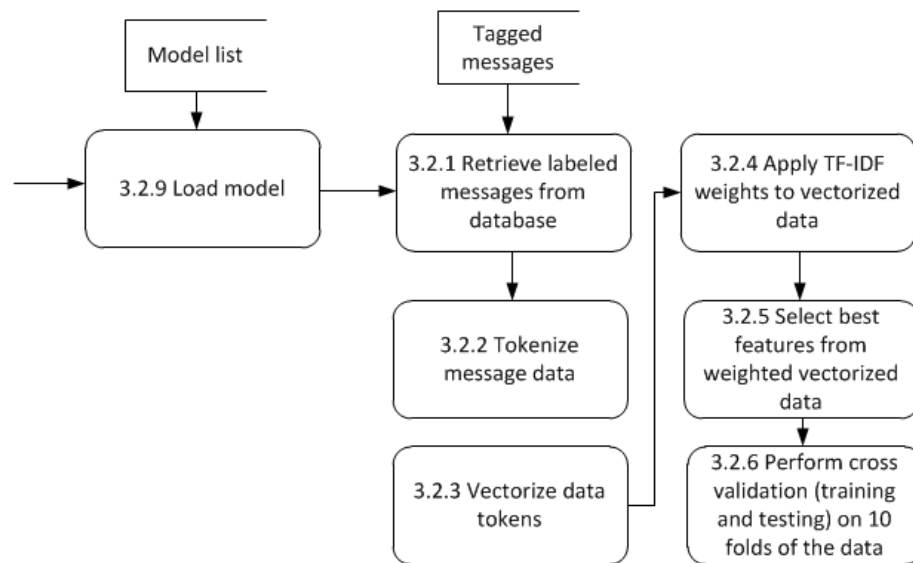 Model list
Tagged
messages
3.2.9 Load model
3.2.1 Retrieve labeled
messages from
database
3.2.2 Tokenize
message data
3.2.3 Vectorize data
tokens
3.2.4 Apply TF-IDF
weights to vectorized
data
3.2.5 Select best
features from
weighted vectorized
data
3.2.6 Perform cross
validation (training
and testing) on 10
folds of the data